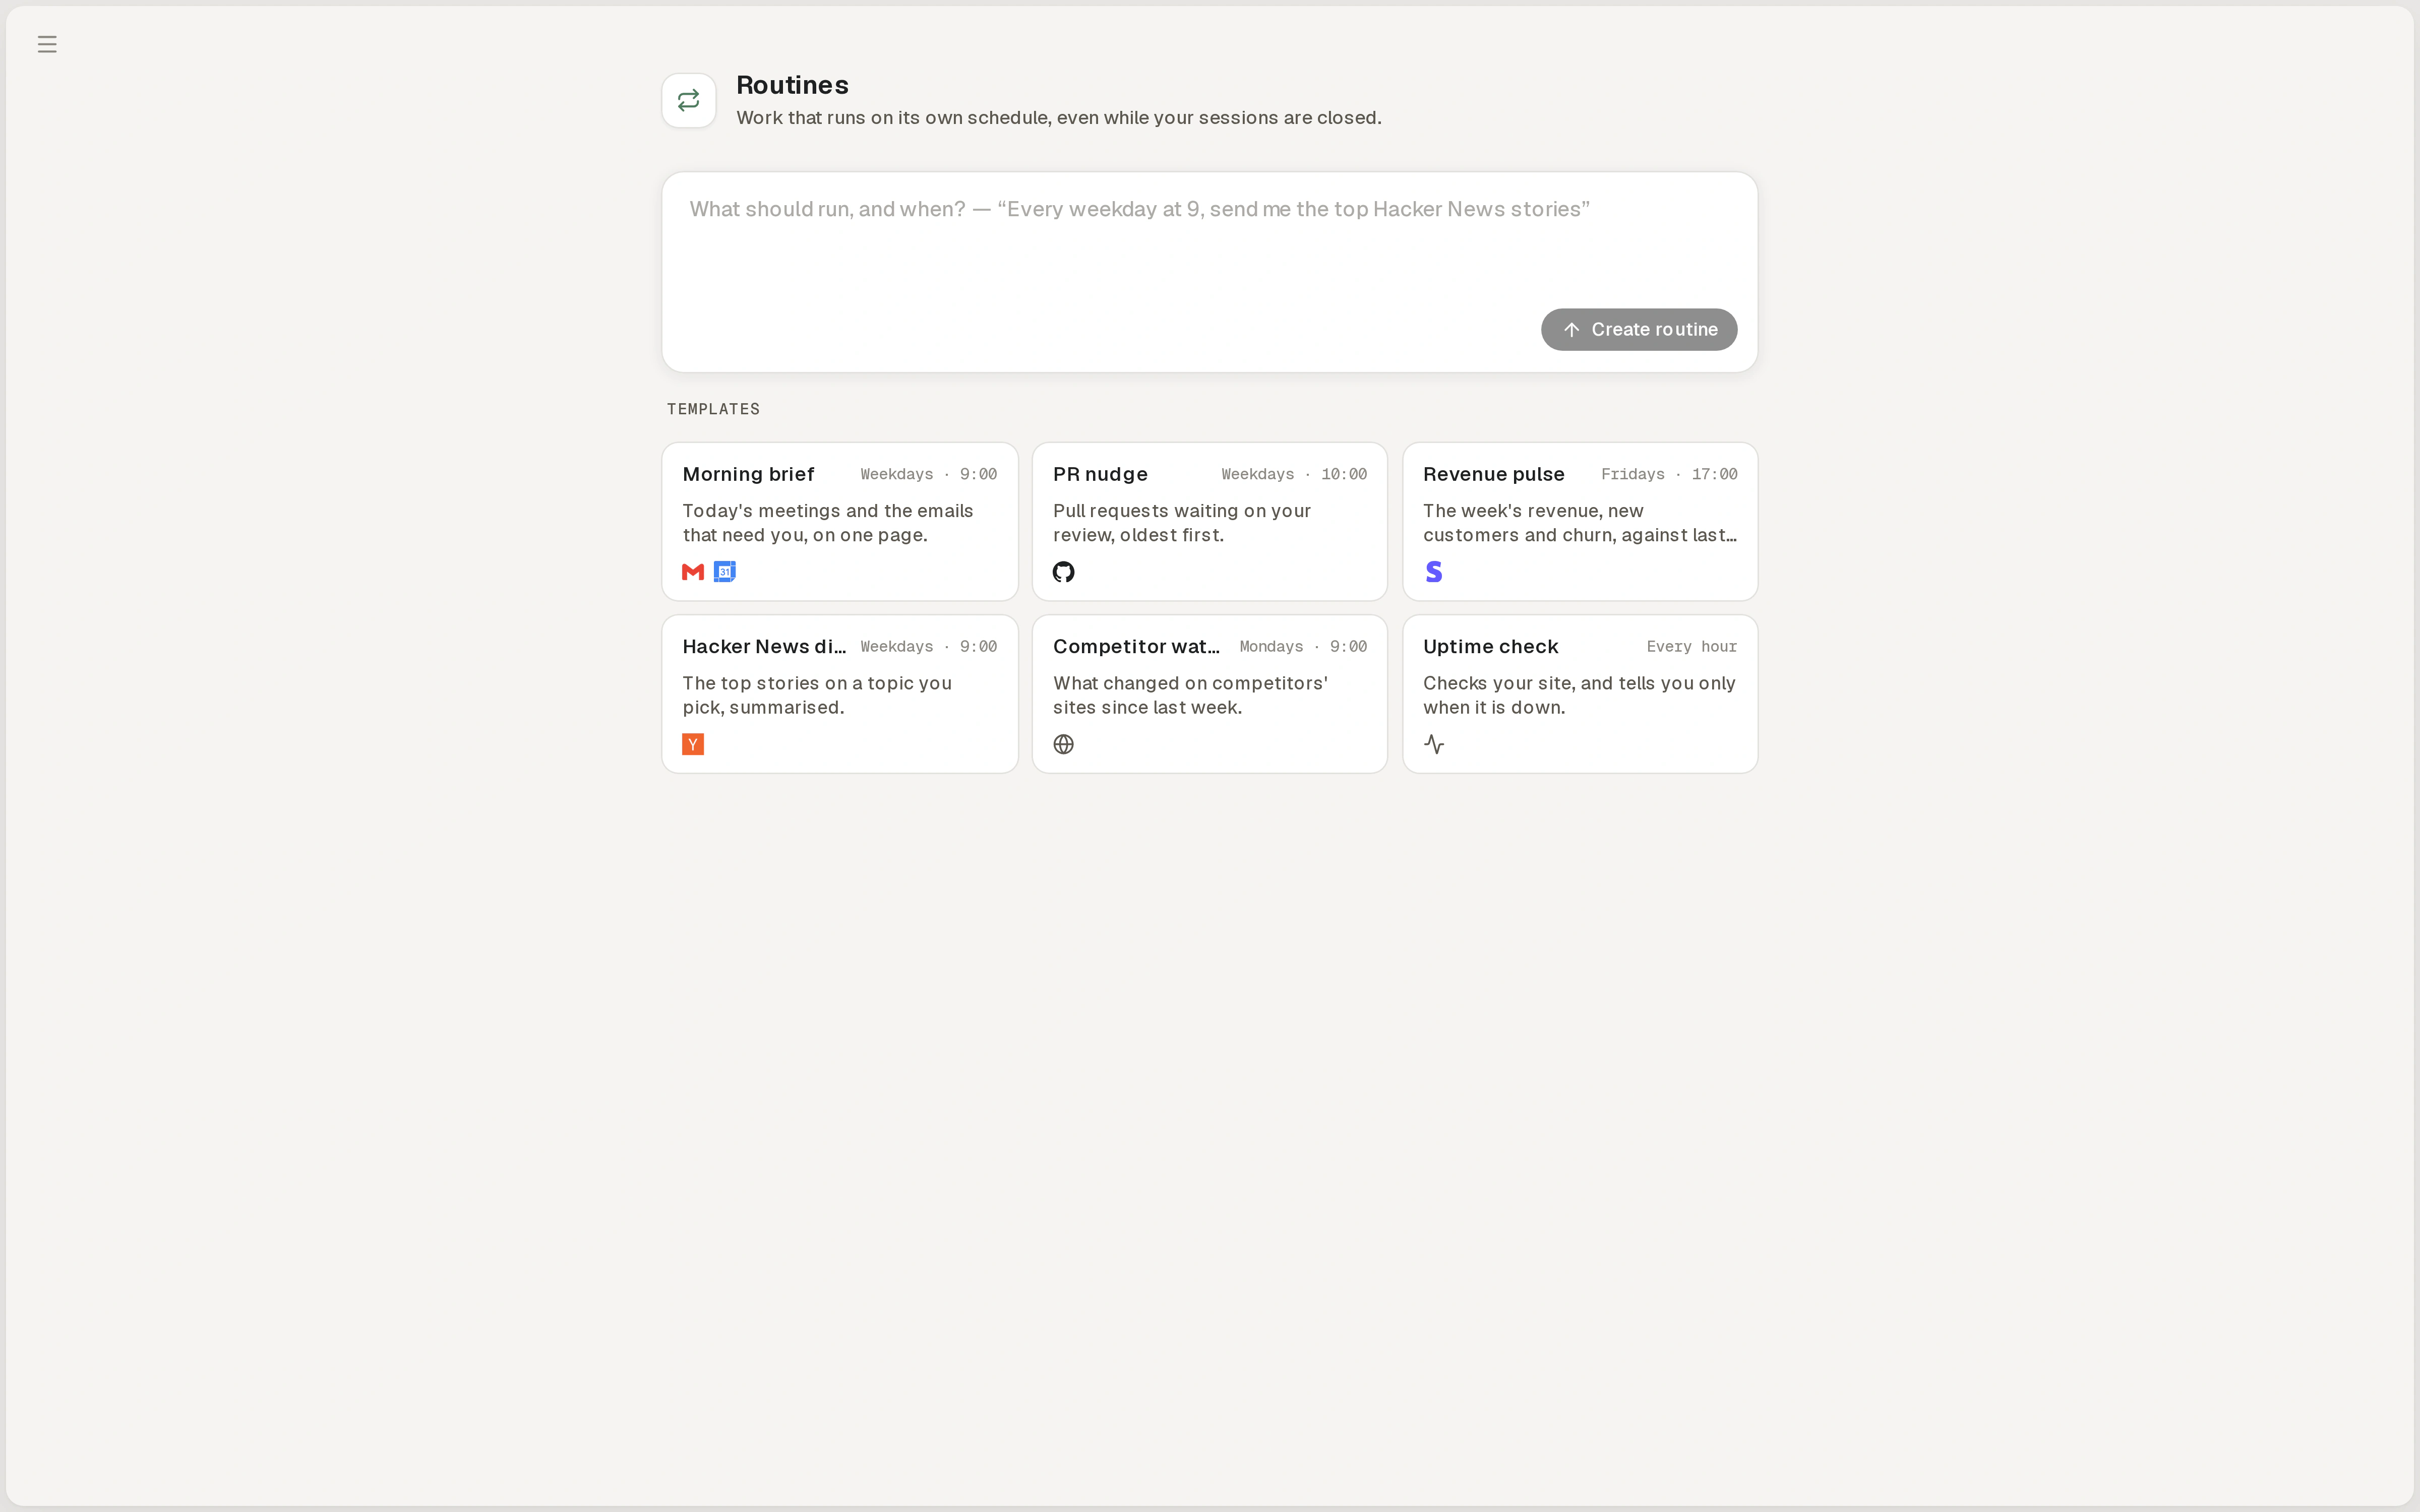 Routines
Work that runs on its own schedule, even while your sessions are closed.
What should run, and when? — “Every weekday at 9, send me the top Hacker News stories”
Create routine
TEMPLATES
Morning brief
Weekdays · 9:00
Today's meetings and the emails
that need you, on one page.
31
PR nudge
Weekdays · 10:00
Pull requests waiting on your
review, oldest first.
Revenue pulse
Fridays · 17:00
The week's revenue, new
customers and churn, against last…
S
Hacker News di…
Weekdays · 9:00
The top stories on a topic you
pick, summarised.
Y
Competitor wat…
Mondays · 9:00
What changed on competitors'
sites since last week.
Uptime check
Every hour
Checks your site, and tells you only
when it is down.